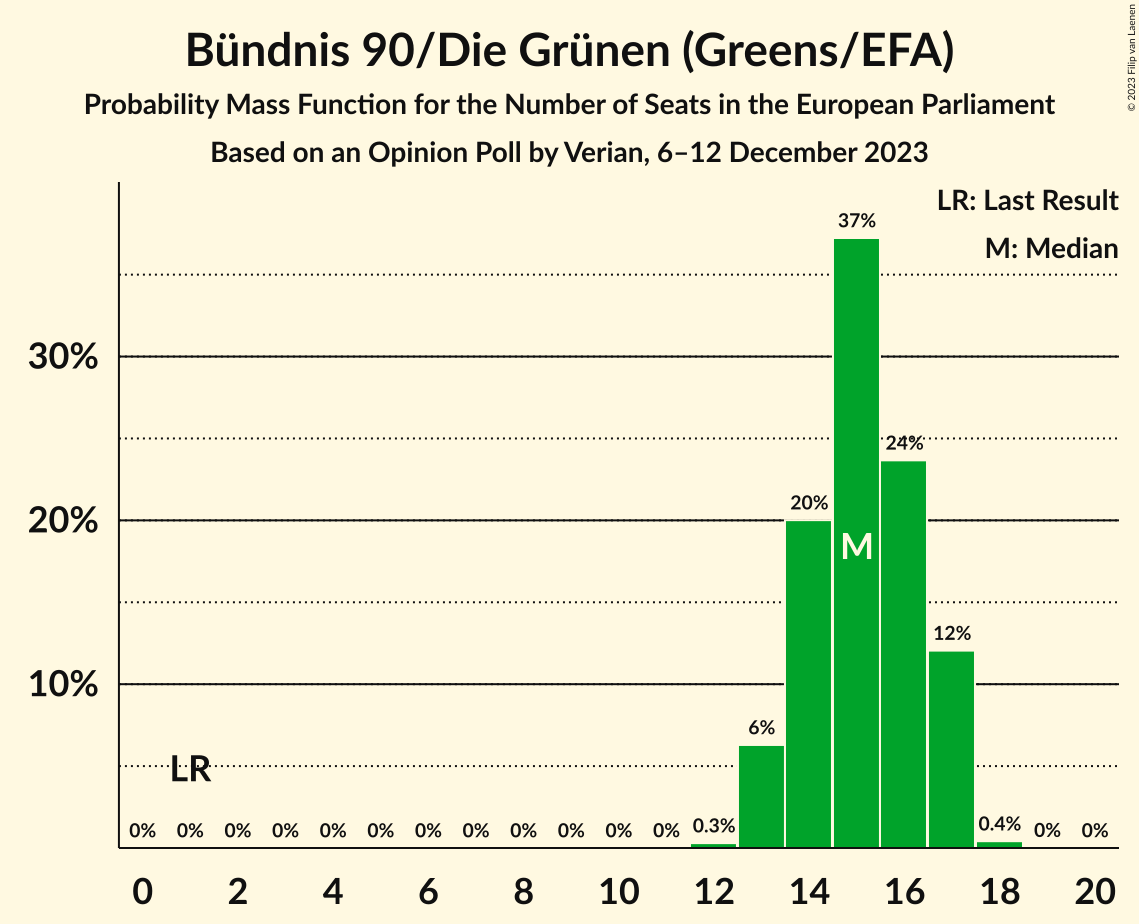 Bündnis 90/Die Grünen (Greens/EFA)
Probability Mass Function for the Number of Seats in the European Parliament
Based on an Opinion Poll by Verian, 6–12 December 2023
© 2023 Filip van Laenen
LR: Last Result
M: Median
37%
30%
24%
20%
20%
M
12%
10%
6%
LR
0% 0% 0% 0% 0% 0% 0% 0% 0% 0% 0% 0% 0.3% 0.4% 0% 0%
0 2 4 6 8 10 12 14 16 18 20